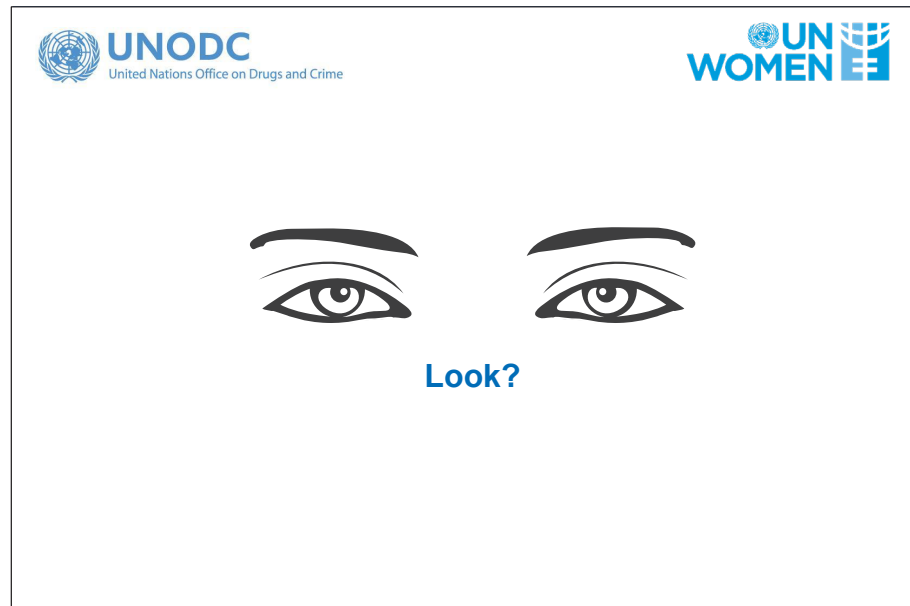 UNODC
United Nations Office on Drugs and Crime
UN
WOMEN
Look?